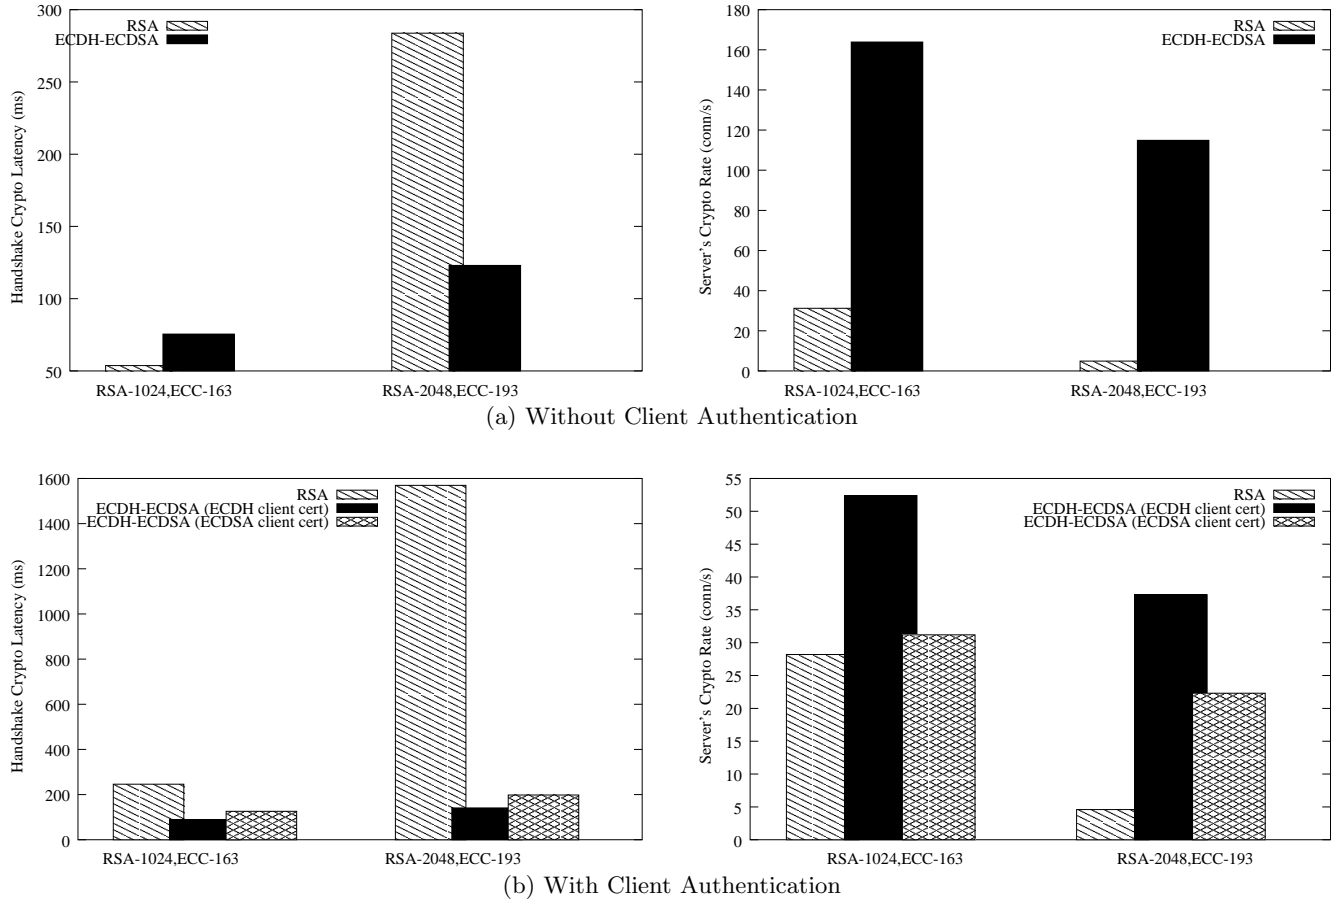 300
250
200
150
100
50
Handshake Crypto Latency (ms)
RSA
ECDH-ECDSA
RSA-1024,ECC-163
RSA-2048,ECC-193
180
160
140
120
100
80
60
40
20
0
Server's Crypto Rate (conn/s)
RSA
ECDH-ECDSA
RSA-1024,ECC-163
RSA-2048,ECC-193
(a) Without Client Authentication
1600
1400
1200
1000
800
600
400
200
0
Handshake Crypto Latency (ms)
RSA
ECDH-ECDSA (ECDH client cert)
ECDH-ECDSA (ECDSA client cert)
RSA-1024,ECC-163
RSA-2048,ECC-193
55
50
45
40
35
30
25
20
15
10
5
0
Server's Crypto Rate (conn/s)
RSA
ECDH-ECDSA (ECDH client cert)
ECDH-ECDSA (ECDSA client cert)
RSA-1024,ECC-163
RSA-2048,ECC-193
(b) With Client Authentication